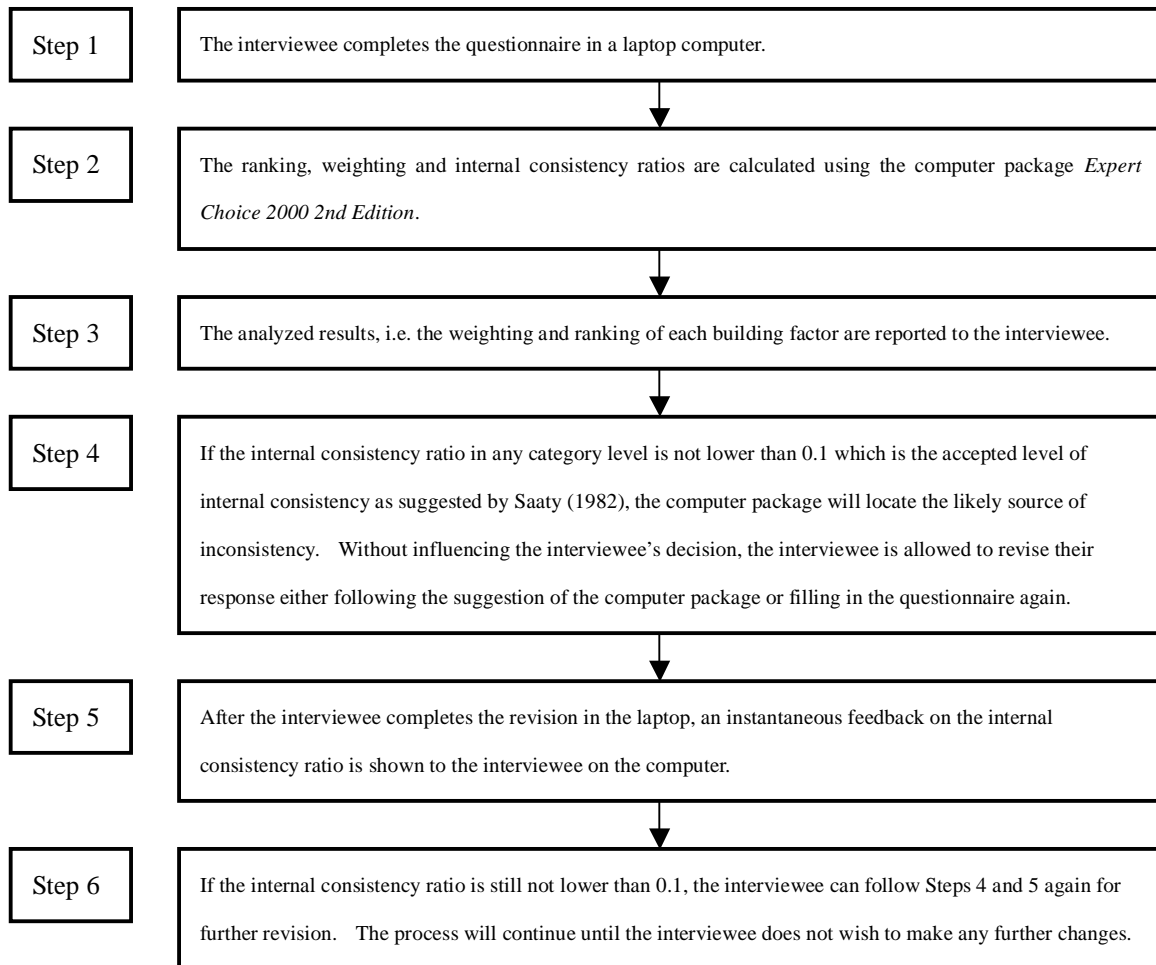 Step 1
The interviewee completes the questionnaire in a laptop computer.
Step 2
The ranking, weighting and internal consistency ratios are calculated using the computer package Expert
Choice 2000 2nd Edition.
Step 3
The analyzed results, i.e. the weighting and ranking of each building factor are reported to the interviewee.
Step 4
If the internal consistency ratio in any category level is not lower than 0.1 which is the accepted level of
internal consistency as suggested by Saaty (1982), the computer package will locate the likely source of
inconsistency. Without influencing the interviewee’s decision, the interviewee is allowed to revise their
response either following the suggestion of the computer package or filling in the questionnaire again.
Step 5
After the interviewee completes the revision in the laptop, an instantaneous feedback on the internal
consistency ratio is shown to the interviewee on the computer.
Step 6
If the internal consistency ratio is still not lower than 0.1, the interviewee can follow Steps 4 and 5 again for
further revision. The process will continue until the interviewee does not wish to make any further changes.